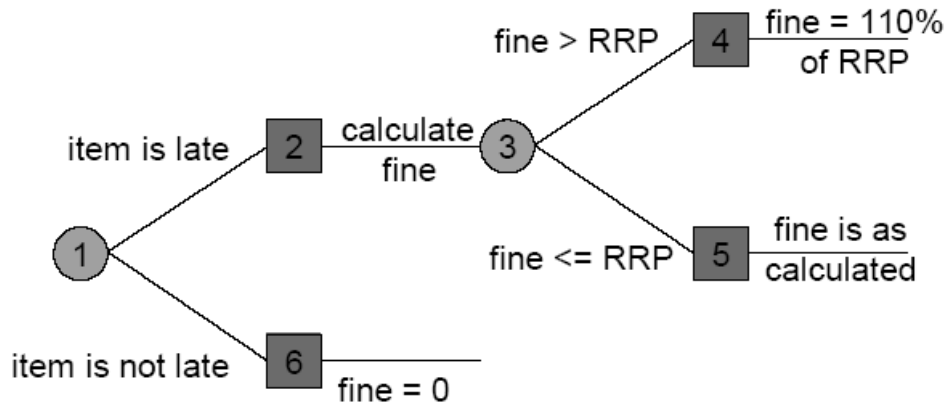 fine > RRP
4
fine = 110%
of RRP
item is late
2
calculate
fine
3
1
fine <= RRP
5
fine is as
calculated
item is not late
6
fine = 0